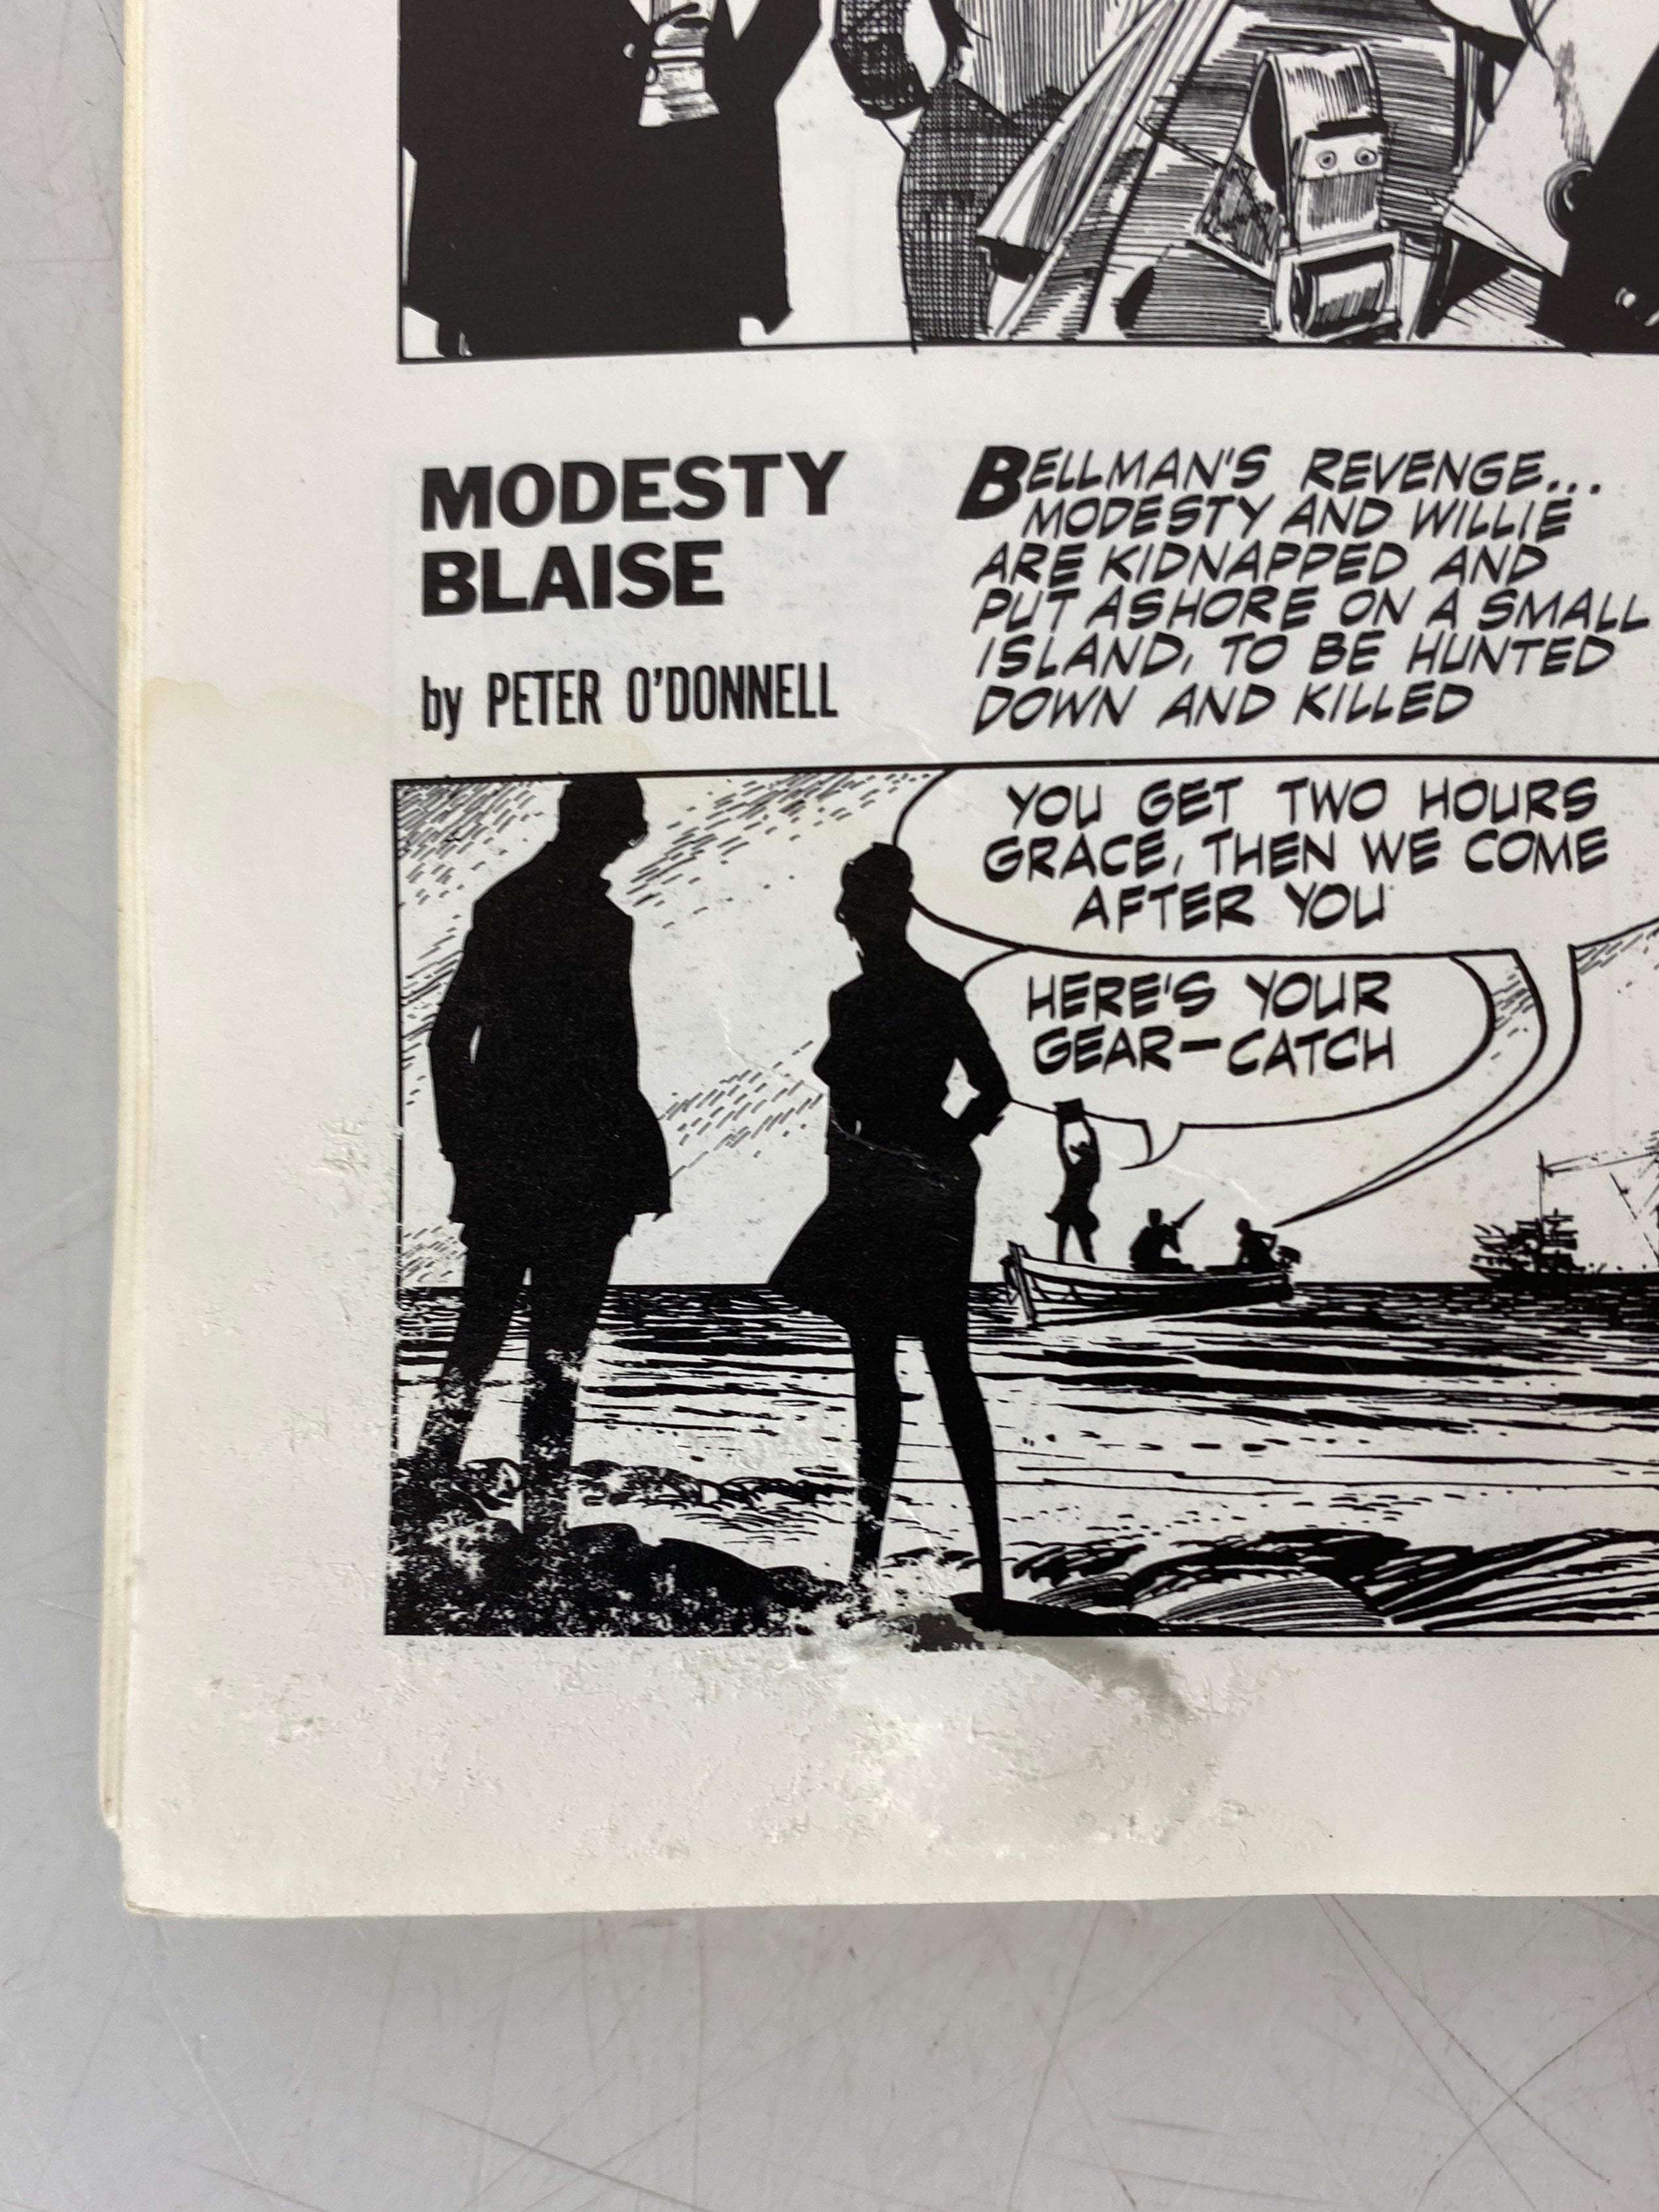 MODESTY
BLAISE
by PETER O'DONNELL
BELLMAN'S REVENGE...
MODESTY AND WILLIE
ARE KIDNAPPED AND
PUT ASHORE ON A SMALL
ISLAND, TO BE HUNTED
DOWN AND KILLED
YOU GET TWO HOURS
GRACE, THEN WE COME
AFTER YOU
HERE'S YOUR
GEAR—CATCH